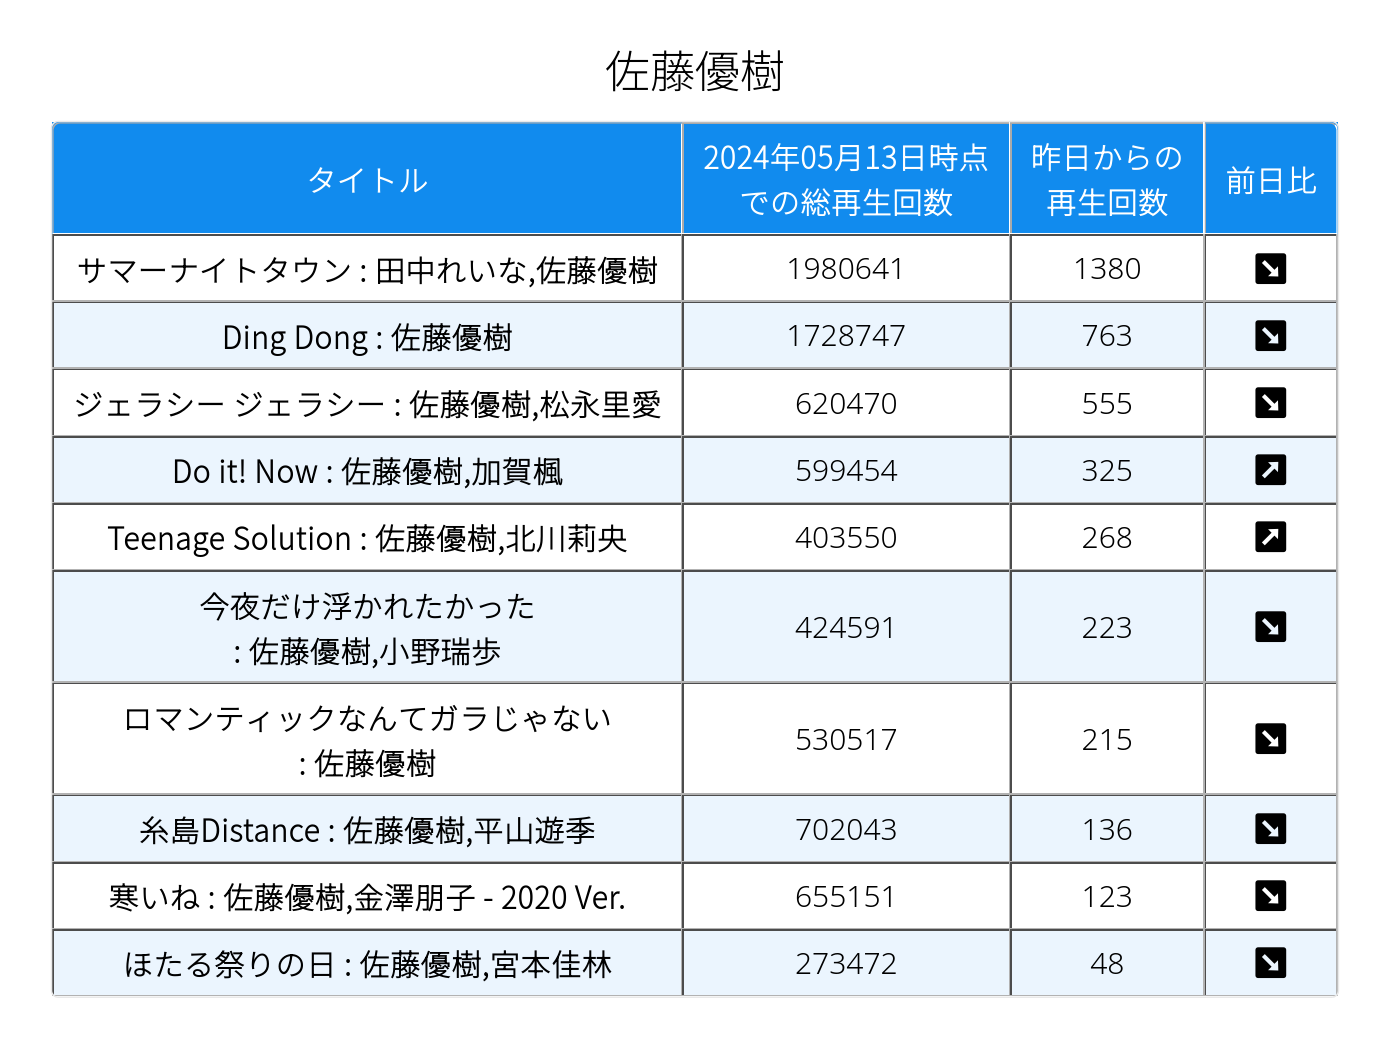 佐藤優樹
タイトル
2024年05月13日時点
での総再生回数
昨日からの
再生回数
前日比
サマーナイトタウン : 田中れいな,佐藤優樹 1980641 1380
Ding Dong : 佐藤優樹 1728747 763
ジェラシー ジェラシー : 佐藤優樹,松永里愛 620470 555
Do it! Now : 佐藤優樹,加賀楓 599454 325
Teenage Solution : 佐藤優樹,北川莉央 403550 268
今夜だけ浮かれたかった
: 佐藤優樹,小野瑞歩 424591 223
ロマンティックなんてガラじゃない
: 佐藤優樹 530517 215
糸島Distance : 佐藤優樹,平山遊季 702043 136
寒いね : 佐藤優樹,金澤朋子 - 2020 Ver. 655151 123
ほたる祭りの日 : 佐藤優樹,宮本佳林 273472 48